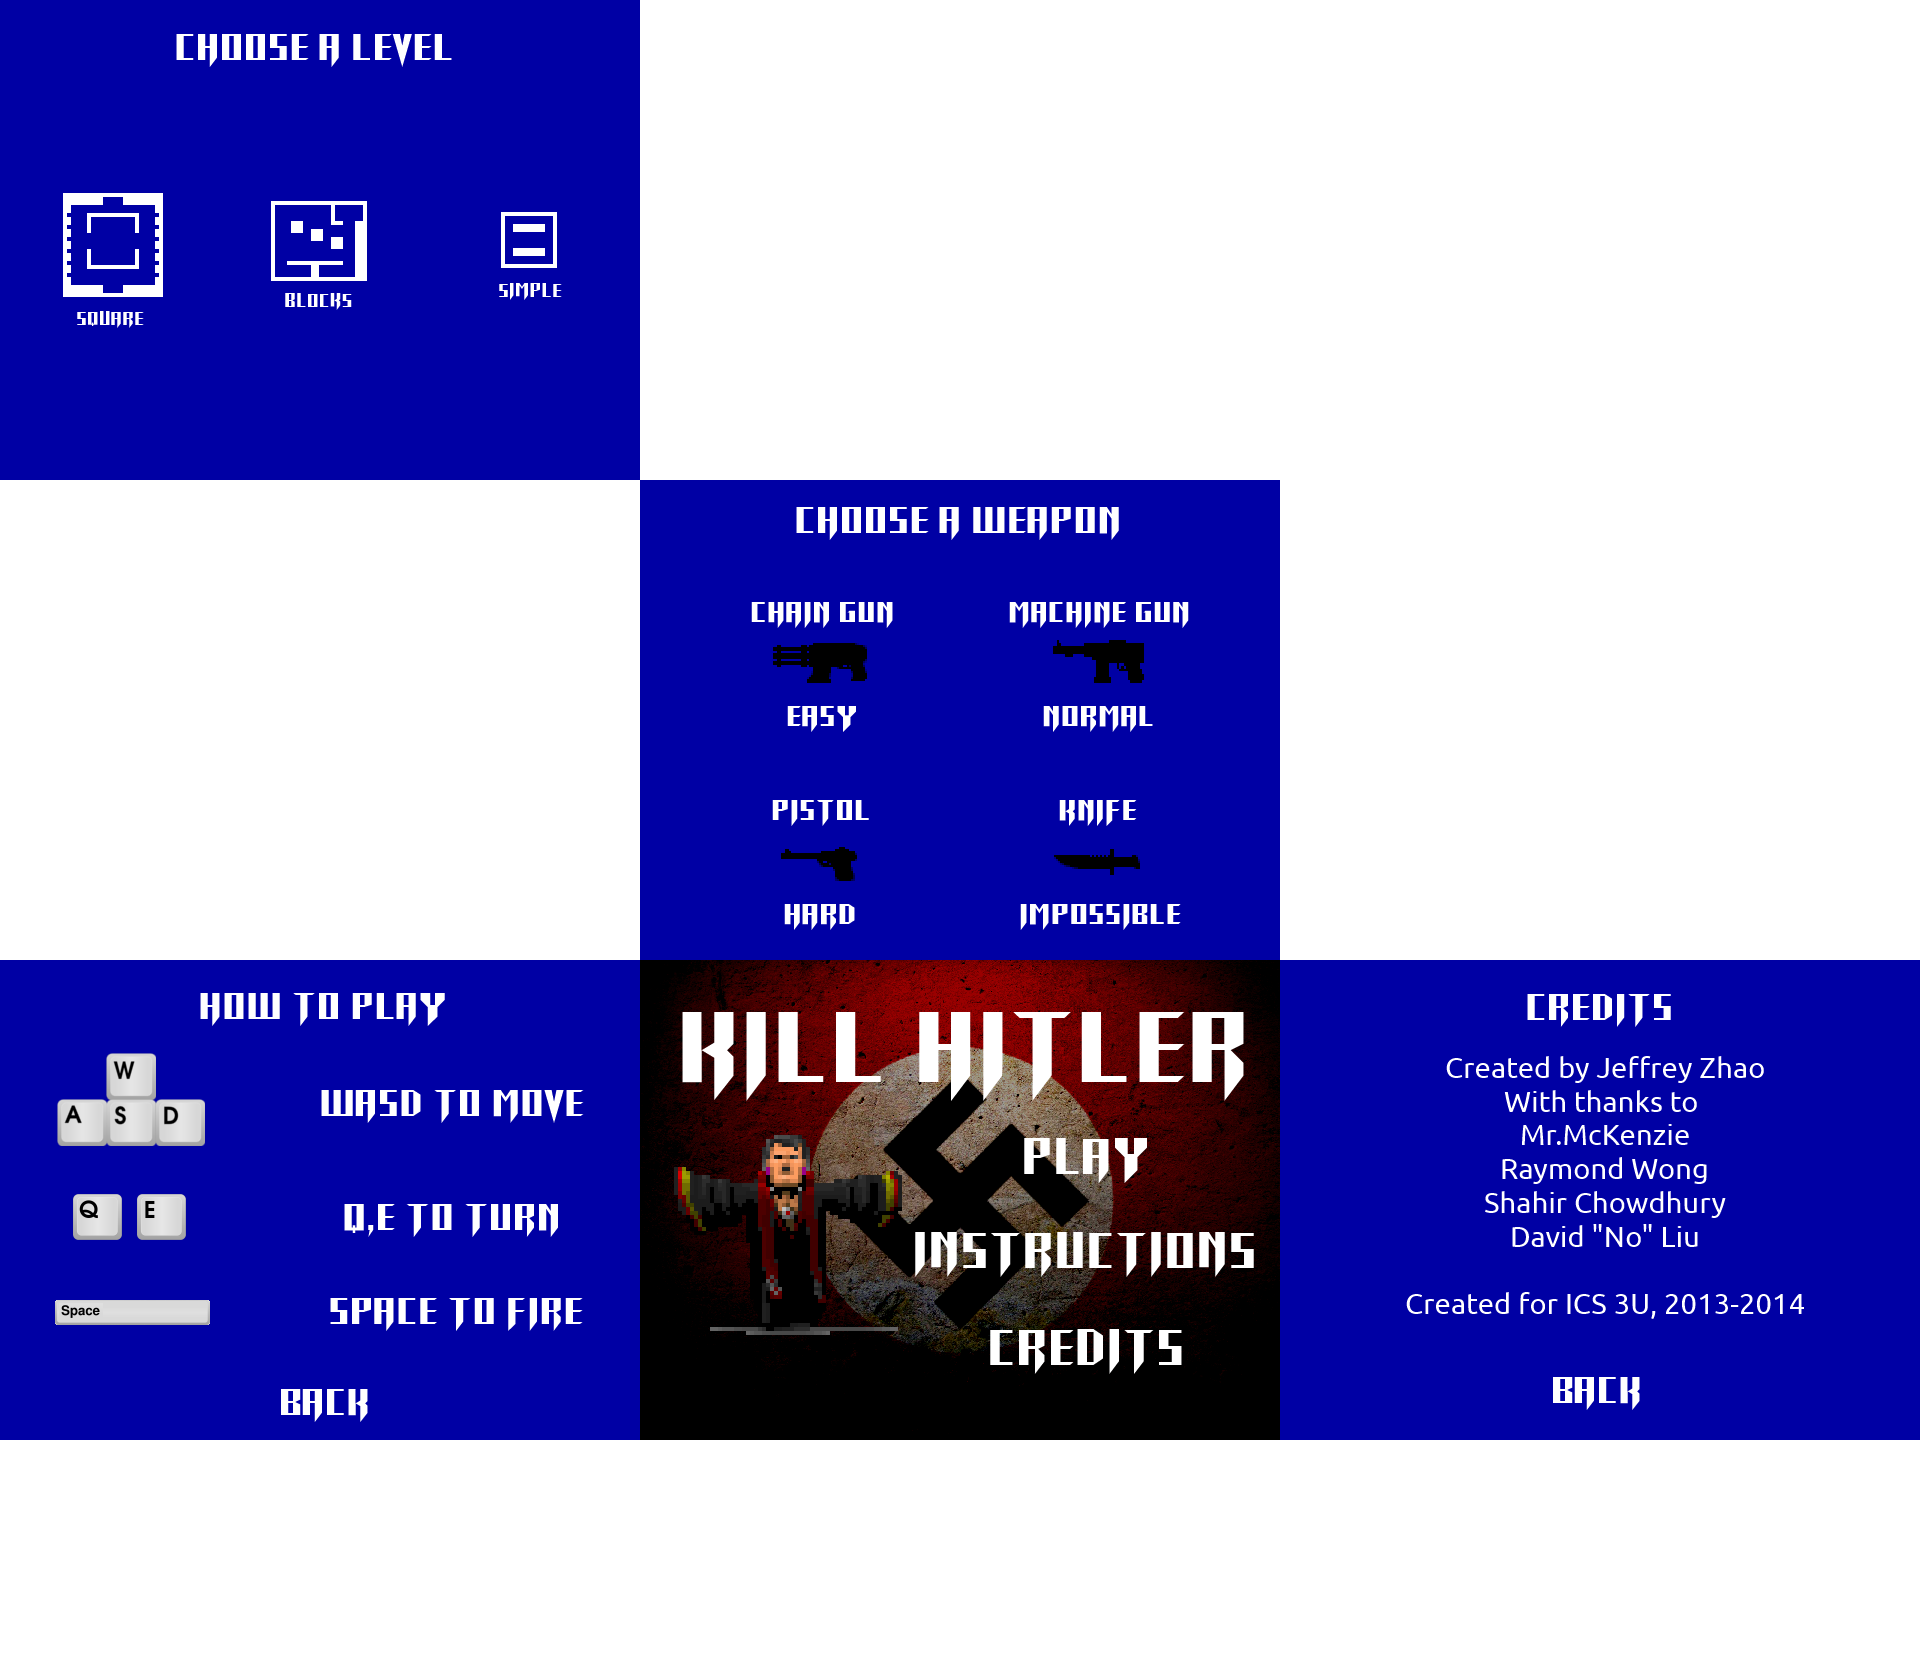 CHOOSE A LEVEL
SQUARE
BLOCKS
SIMPLE
CHOOSE A WEAPON
CHAIN GUN
MACHINE GUN
EASY
NORMAL
PISTOL
KNIFE
HARD
IMPOSSIBLE
HOW TO PLAY
W
A S D
WASD TO MOVE
Q E
Q,E TO TURN
Space
SPACE TO FIRE
BACK
KILL HITLER
PLAY
INSTRUCTIONS
CREDITS
CREDITS
Created by Jeffrey Zhao
With thanks to
Mr.McKenzie
Raymond Wong
Shahir Chowdhury
David "No" Liu
Created for ICS 3U, 2013-2014
BACK